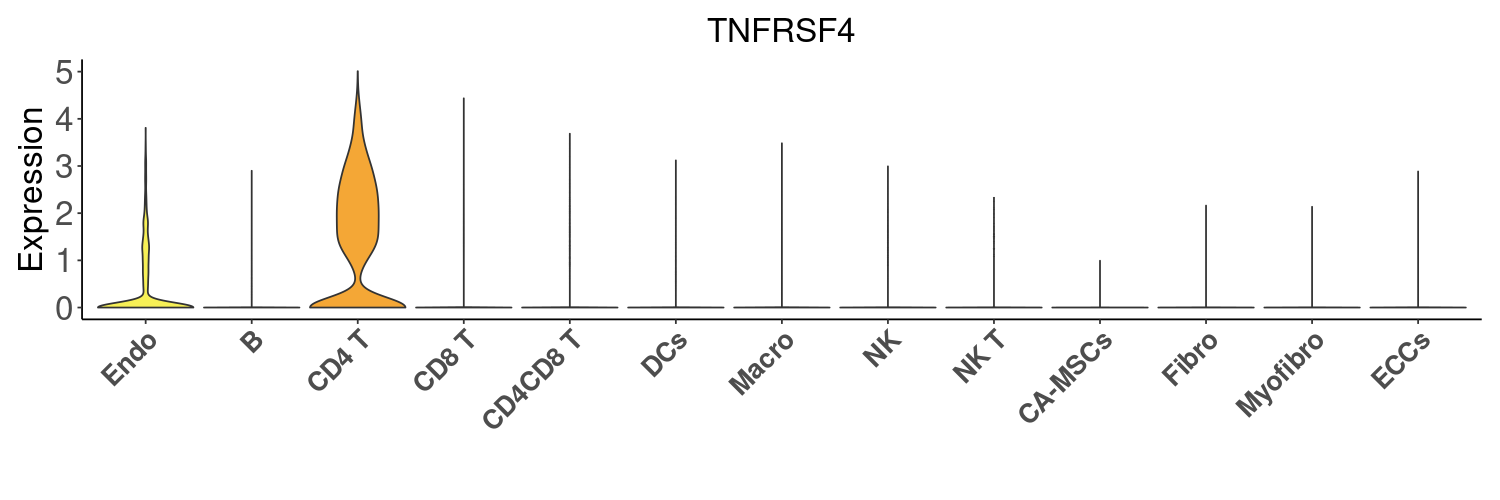 TNFRSF4
Expression
5
4
3
2
1
0
Endo
B
CD4 T
CD8 T
CD4CD8 T
DCs
Macro
NK
NK T
CA-MSCs
Fibro
Myofibro
ECCs